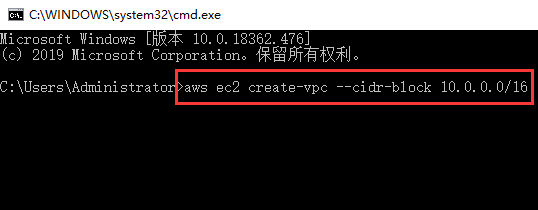 C:\WINDOWS\system32\cmd.exe
Microsoft Windows [版本 10.0.18362.476]
(c) 2019 Microsoft Corporation。保留所有权利。
C:\Users\Administrator>aws ec2 create-vpc --cidr-block 10.0.0.0/16